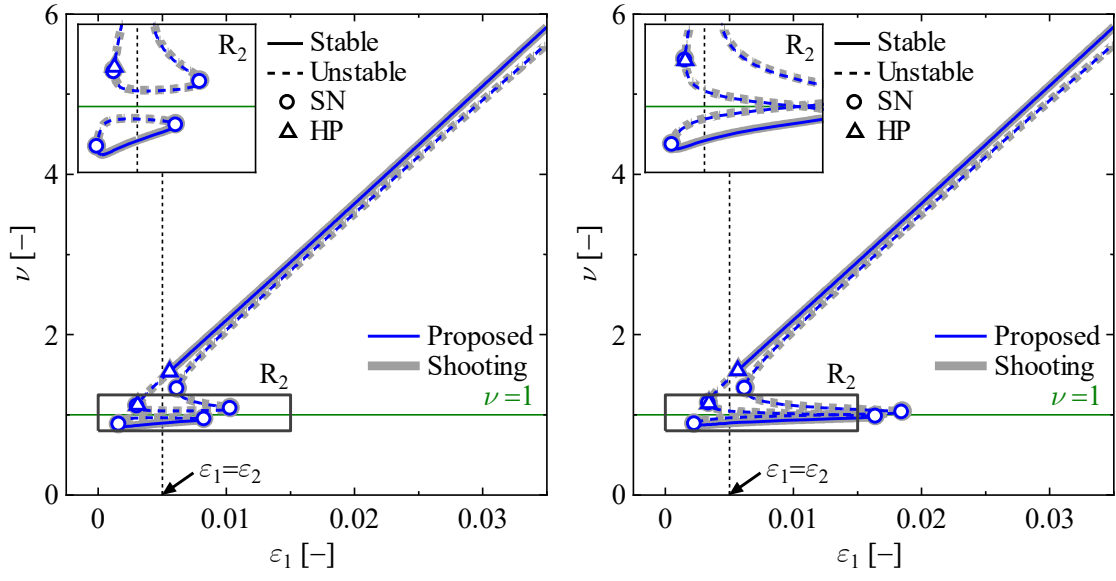 R₂
Stable
Unstable
SN
HP
6
4
2
0
ν [−]
Proposed
Shooting
R₂
ν =1
ε₁=ε₂
0
0.01
0.02
0.03
ε₁ [−]
R₂
Stable
Unstable
SN
HP
6
4
2
0
ν [−]
Proposed
Shooting
R₂
ν =1
ε₁=ε₂
0
0.01
0.02
0.03
ε₁ [−]